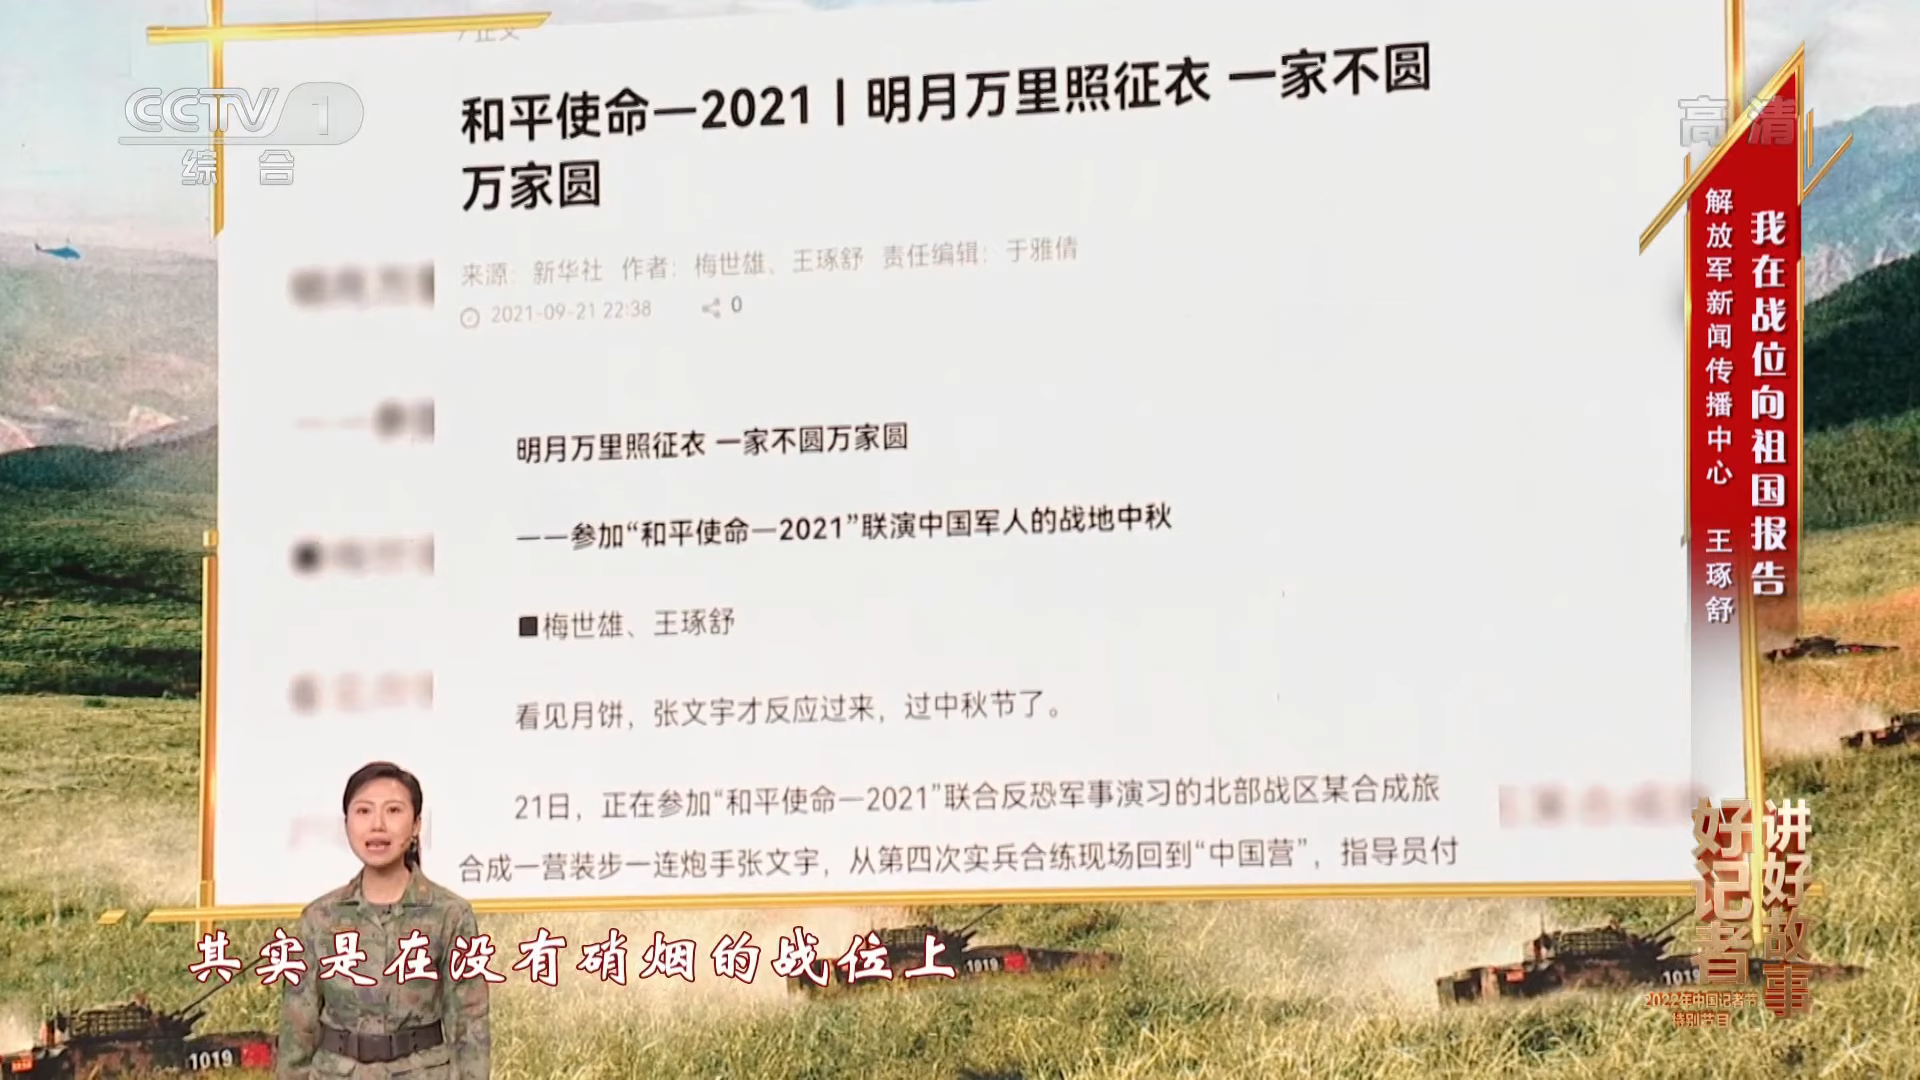 CCTV 1
综合
高清
/正文
和平使命—2021丨明月万里照征衣 一家不圆
万家圆
来源：新华社 作者：梅世雄、王琢舒 责任编辑：于雅倩
2021-09-21 22:38 0
明月万里照征衣 一家不圆万家圆
——参加“和平使命—2021”联演中国军人的战地中秋
■梅世雄、王琢舒
看见月饼，张文宇才反应过来，过中秋节了。
21日，正在参加“和平使命—2021”联合反恐军事演习的北部战区某合成旅
合成一营装步一连炮手张文宇，从第四次实兵合练现场回到“中国营”，指导员付
我在战位向祖国报告
解放军新闻传播中心 王琢舒
其实是在没有硝烟的战位上
好记者
讲好故事
2022年中国记者节
特别节目
1019
1019
1019